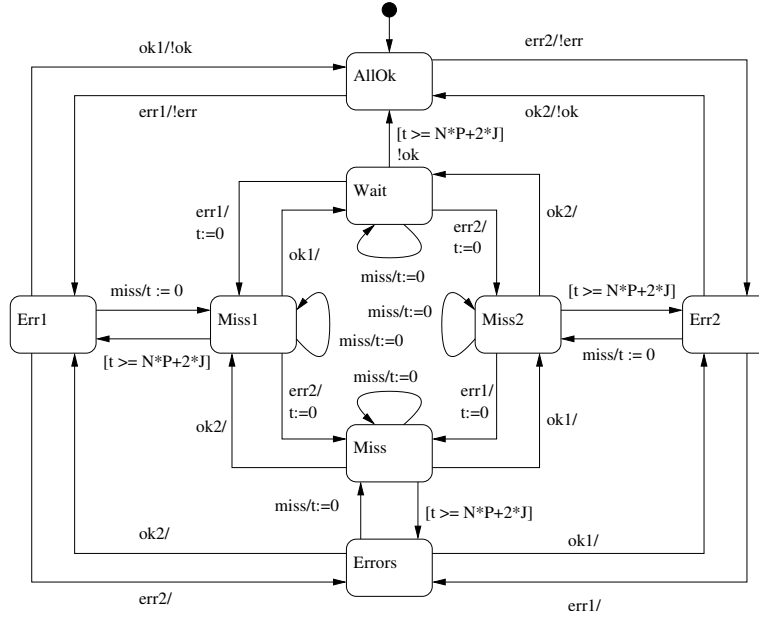 ok1/!ok
err2/!err
AllOk
err1/!err
ok2/!ok
[t >= N*P+2*J]
!ok
Wait
err1/
t:=0
err2/
t:=0
ok2/
ok1/
miss/t:=0
miss/t := 0
miss/t:=0
[t >= N*P+2*J]
Err1
Miss1
Miss2
Err2
miss/t:=0
miss/t := 0
[t >= N*P+2*J]
miss/t:=0
err2/
t:=0
err1/
t:=0
ok2/
ok1/
Miss
miss/t:=0
[t >= N*P+2*J]
ok2/
ok1/
Errors
err2/
err1/